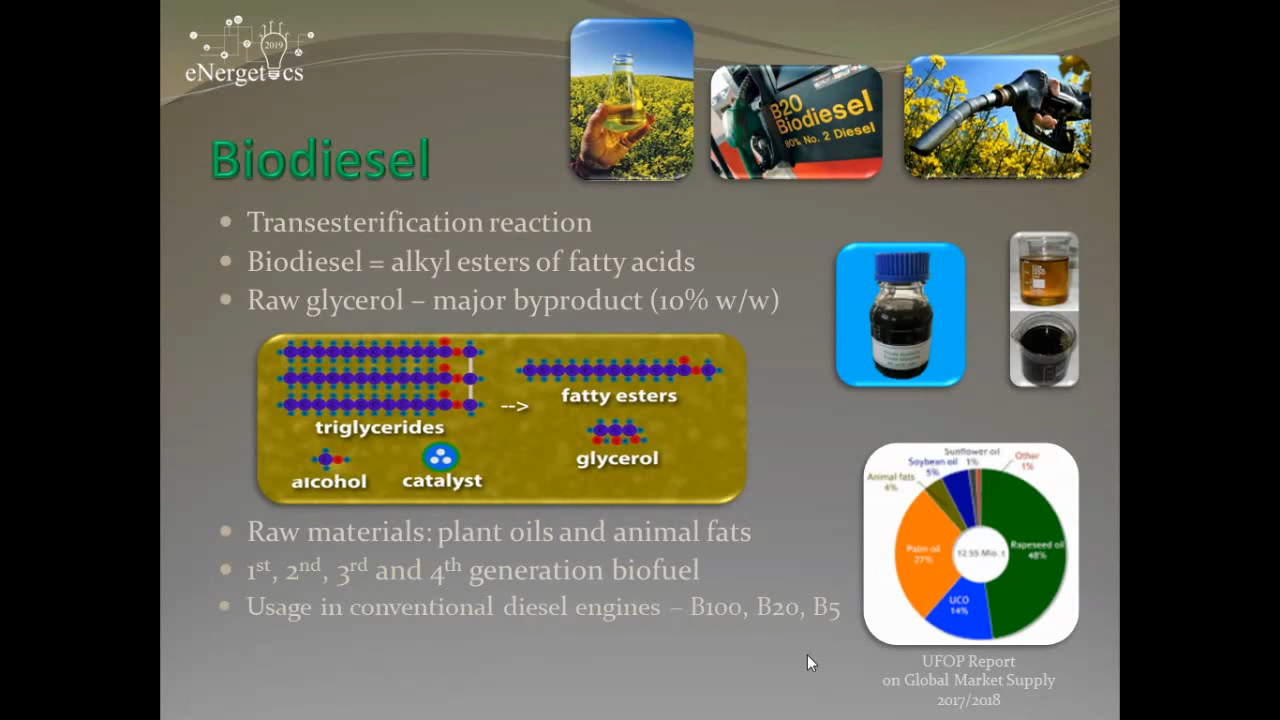 2019
eNergetics
B20
Biodiesel
80% No. 2 Diesel
Biodiesel
Transesterification reaction
Biodiesel = alkyl esters of fatty acids
Raw glycerol – major byproduct (10% w/w)
triglycerides
-->
fatty esters
alcohol
catalyst
glycerol
Raw materials: plant oils and animal fats
1st, 2nd, 3rd and 4th generation biofuel
Usage in conventional diesel engines – B100, B20, B5
Sunflower oil
1%
Other
1%
Soybean oil
5%
Animal fats
4%
Palm oil
27%
12.55 Mio. t
Rapeseed oil
48%
UCO
14%
UFOP Report
on Global Market Supply
2017/2018